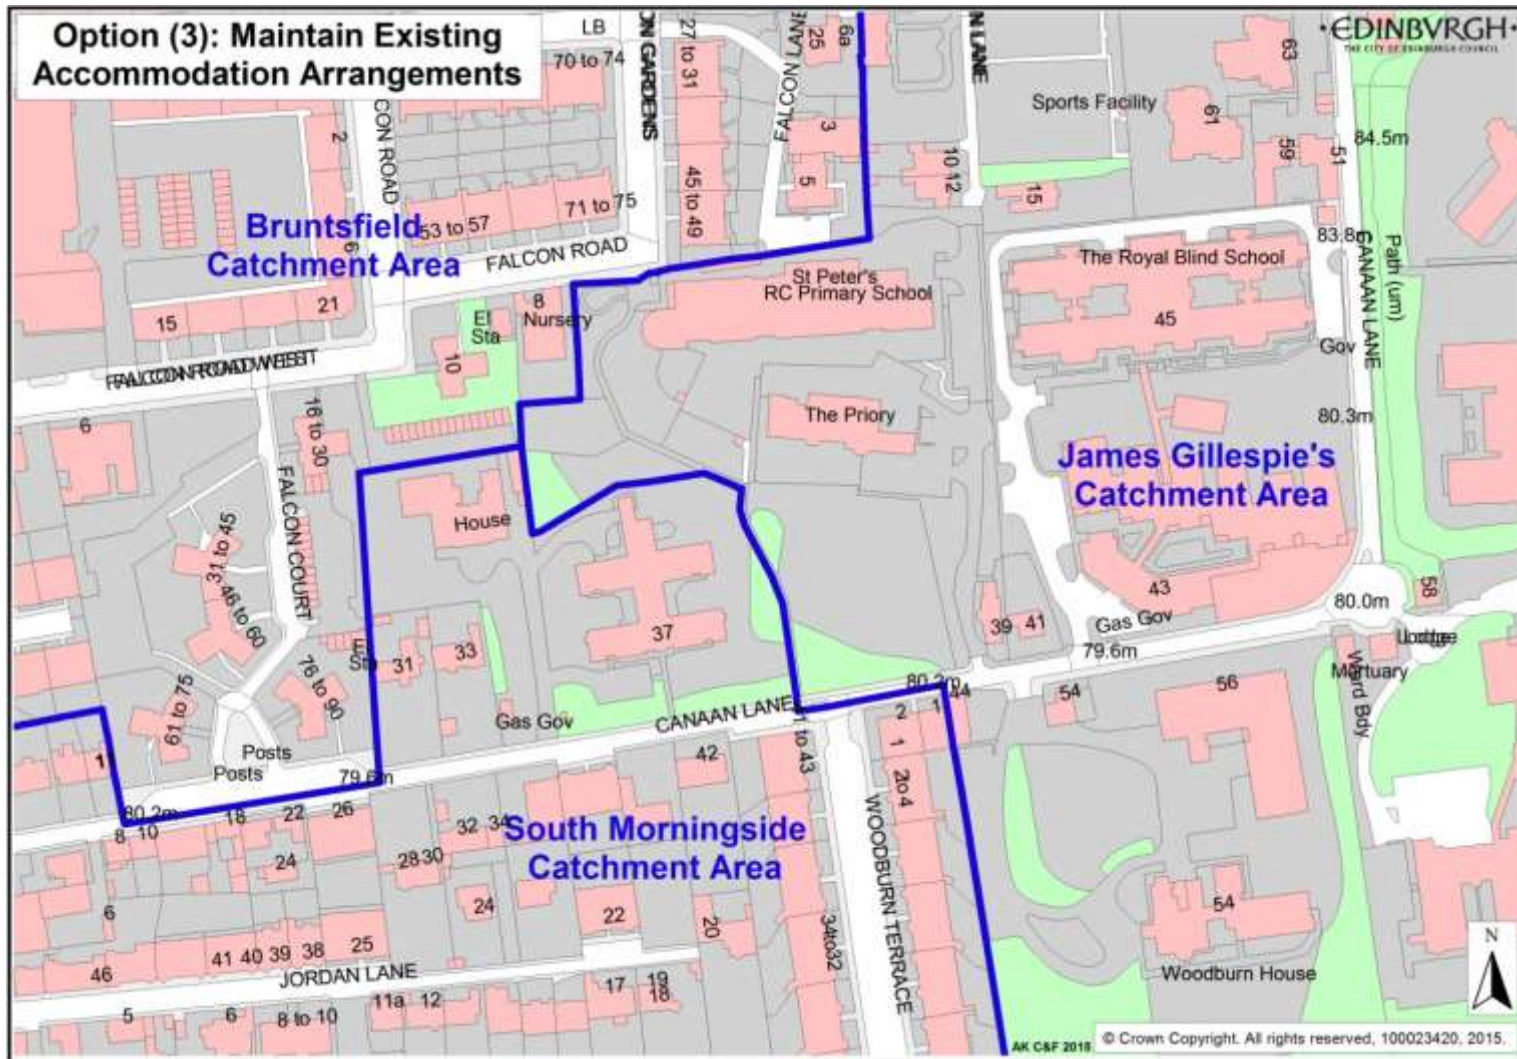 Option (3): Maintain Existing
Accommodation Arrangements
·EDINBVRGH·
THE CITY OF EDINBURGH COUNCIL
LB
70 to 74
27 to 31
25
6a
63
Sports Facility
61
84.5m
2
3
59
51
10 12
5
15
45 to 49
71 to 75
53 to 57
Bruntsfield
Catchment Area
6
FALCON ROAD
83.8m
The Royal Blind School
St Peter's
RC Primary School
CANAAN LANE
Path (um)
15
21
El
Sta
8
Nursery
45
Gov
10
80.3m
6
16 to 30
The Priory
James Gillespie's
Catchment Area
FALCON COURT
House
31 to 45
46 to 60
43
58
80.0m
37
39
41
Gas Gov
79.6m
Lodge
Mortuary
Ward Bdy
El
Sta
31
33
76 to 90
61 to 75
80.2m
44
54
56
Gas Gov
CANAAN LANE
2
1
1
Posts
Posts
42
79.6m
1
80.2m
18
22
26
8
10
2to4
32
34
South Morningside
Catchment Area
WOODBURN TERRACE
24
28
30
24
22
20
54
34to32
6
46
41
40
39
38
25
JORDAN LANE
Woodburn House
N
11a
12
17
18
5
6
8 to 10
AK C&F 2018
© Crown Copyright. All rights reserved, 100023420. 2015.